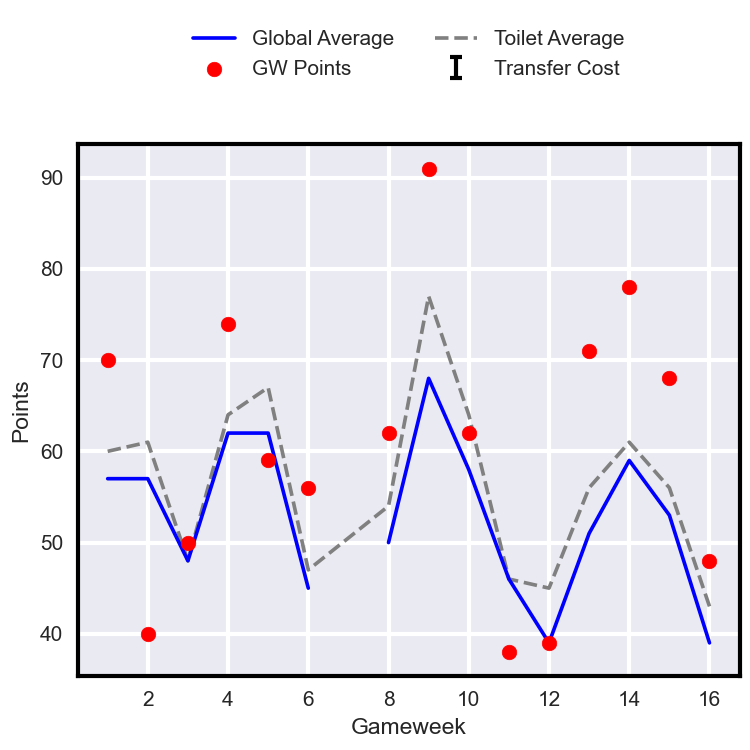 Global Average
Toilet Average
GW Points
Transfer Cost
90
80
70
60
50
40
Points
2 4 6 8 10 12 14 16
Gameweek